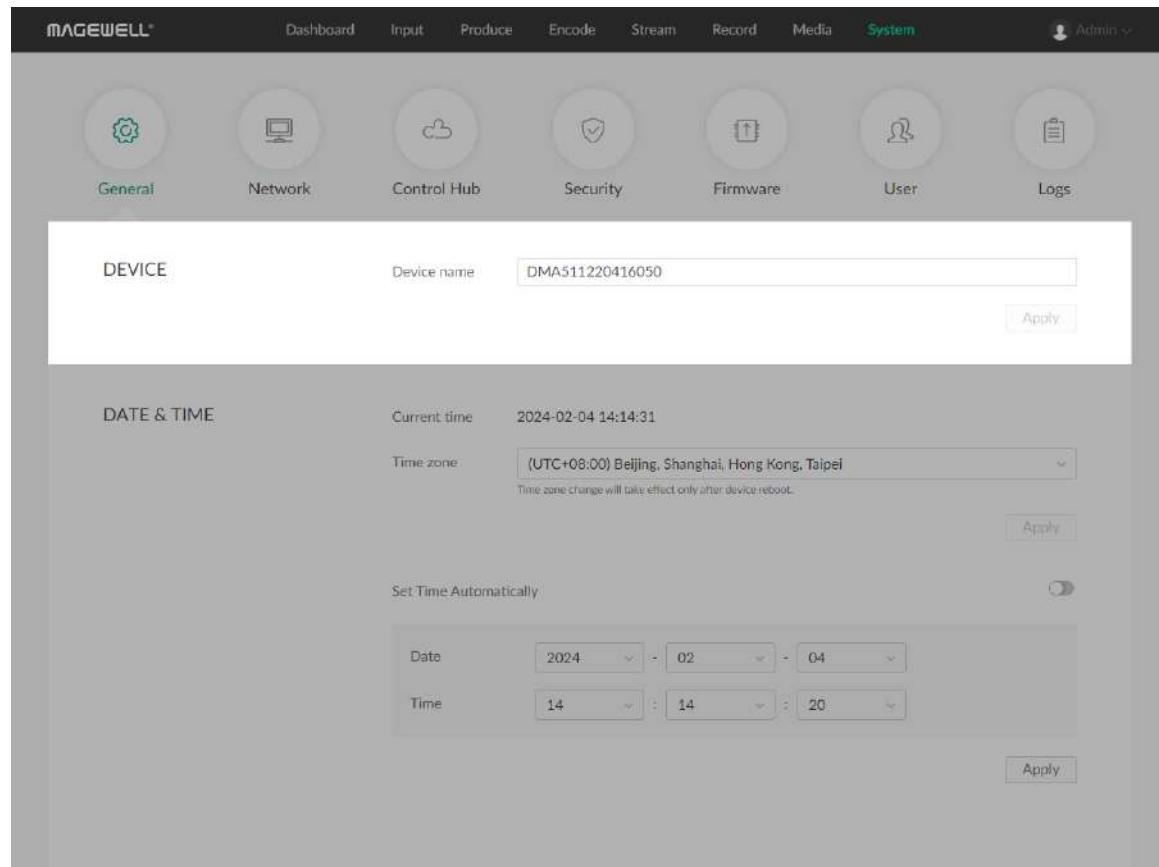 MAGEWELL®
Dashboard Input Produce Encode Stream Record Media System Admin
General Network Control Hub Security Firmware User Logs
DEVICE Device name DMA511220416050
Apply
DATE & TIME Current time 2024-02-04 14:14:31
Time zone (UTC+08:00) Beijing, Shanghai, Hong Kong, Taipei
Time zone change will take effect only after device reboot.
Apply
Set Time Automatically
Date 2024 - 02 - 04
Time 14 : 14 : 20
Apply